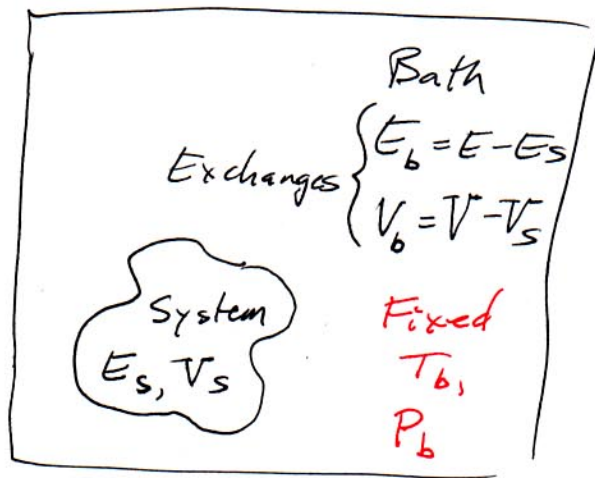 Bath
Exchanges { E_b = E - E_s
V_b = V - V_s
System
E_s, V_s
Fixed
T_b,
P_b